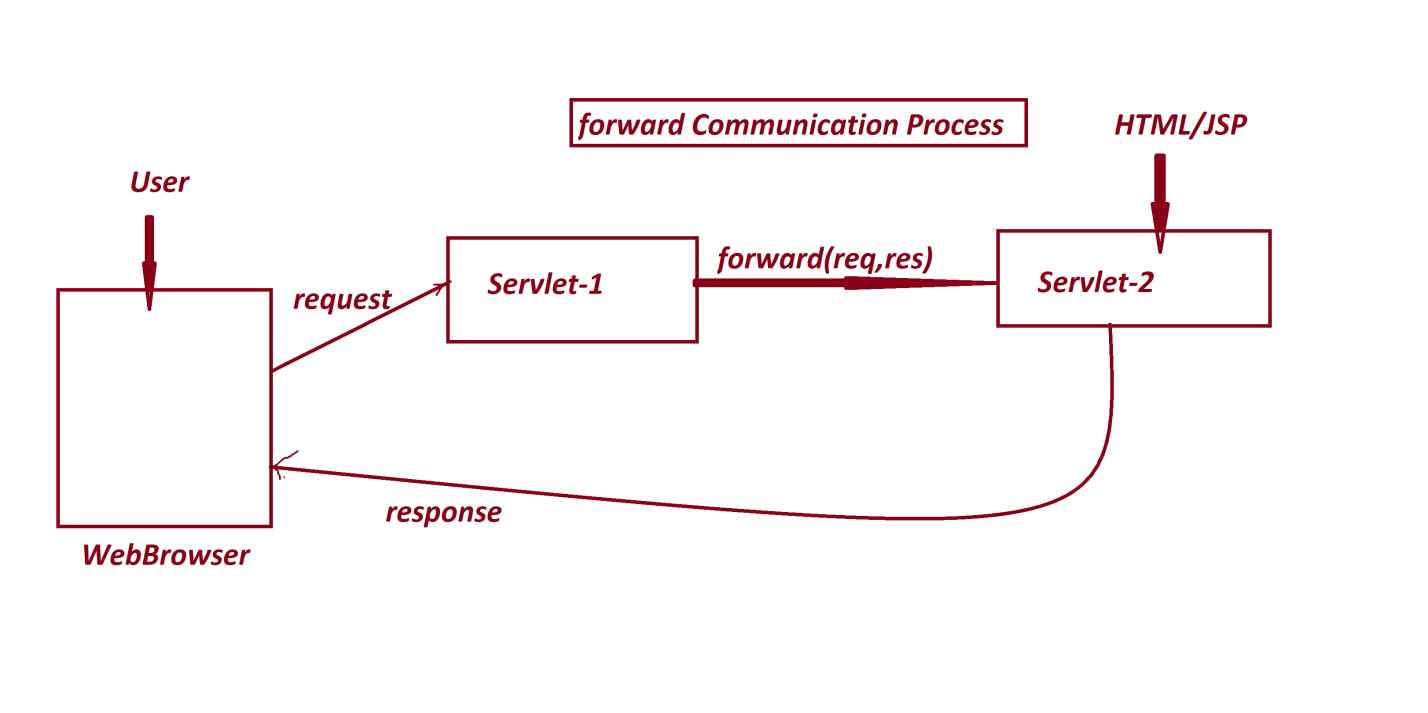 forward Communication Process
HTML/JSP
User
forward(req,res)
Servlet-1
Servlet-2
request
response
WebBrowser